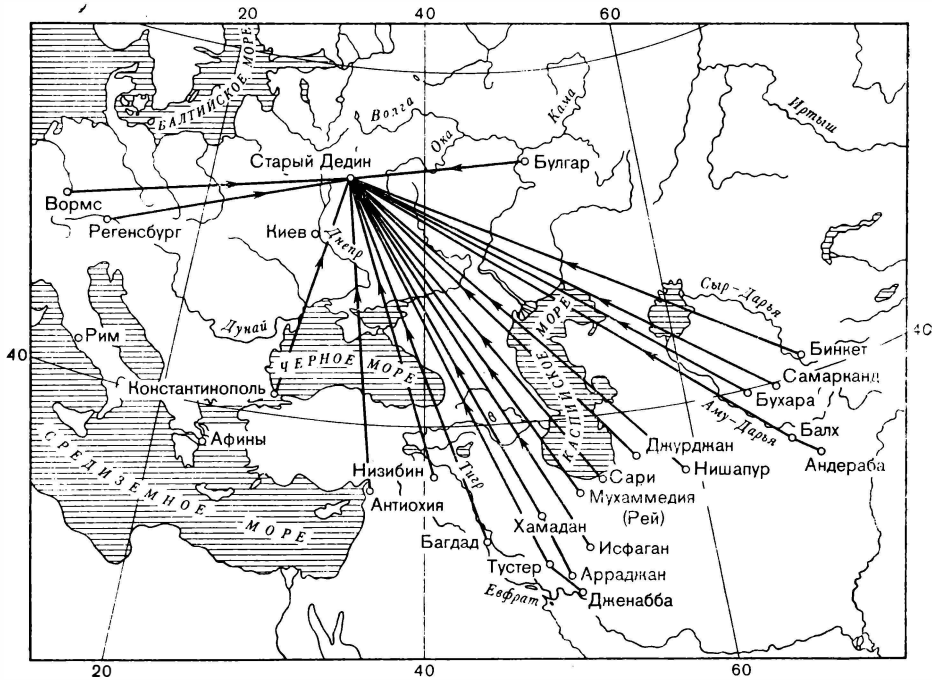 20
40
60
БАЛТИЙСКОЕ МОРЕ
Волга
Кама
Иртыш
Ока
Старый Дедин
Булгар
Вормс
Регенсбург
Киев
Днепр
Сыр-Дарья
Рим
Дунай
КАСПИЙСКОЕ МОРЕ
40
40
ЧЕРНОЕ МОРЕ
Бинкет
Самарканд
Константинополь
Бухара
Аму-Дарья
Балх
Афины
Джурджан
Андераба
СРЕДИЗЕМНОЕ МОРЕ
Низибин
Тигр
Нишапур
Сари
Антиохия
Мухаммедия
(Рей)
Хамадан
Багдад
Исфаган
Тустер
Арраджан
Евфрат
Дженабба
20
40
60